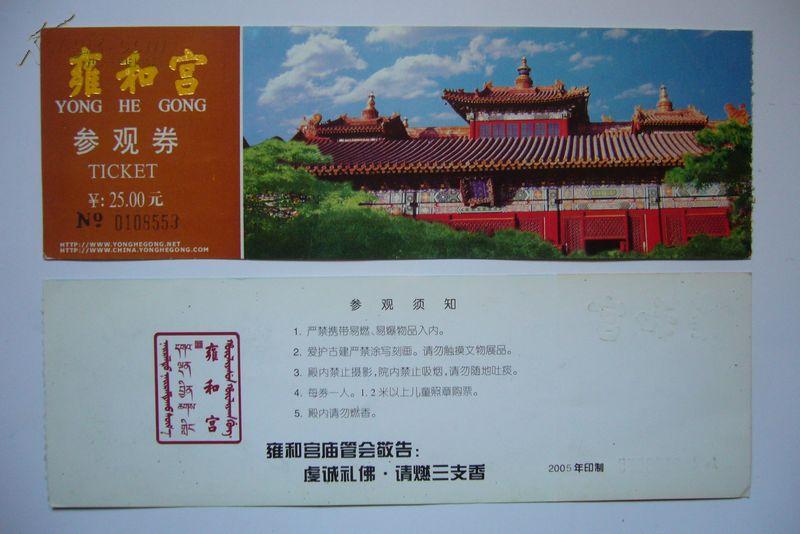 雍和宫
YONG HE GONG
参观券
TICKET
¥: 25.00 元
Nº 0108553
HTTP://WWW.YONGHEGONG.NET
HTTP://WWW.CHINA.YONGHEGONG.COM
参观须知
1. 严禁携带易燃、易爆物品入内。
2. 爱护古建严禁涂写刻画。请勿触摸文物展品。
3. 殿内禁止摄影,院内禁止吸烟,请勿随地吐痰。
4. 每券一人。1.2米以上儿童照章购票。
5. 殿内请勿燃香。
雍和宫
雍和宫庙管会敬告:
虔诚礼佛·请燃三支香
2005年印制